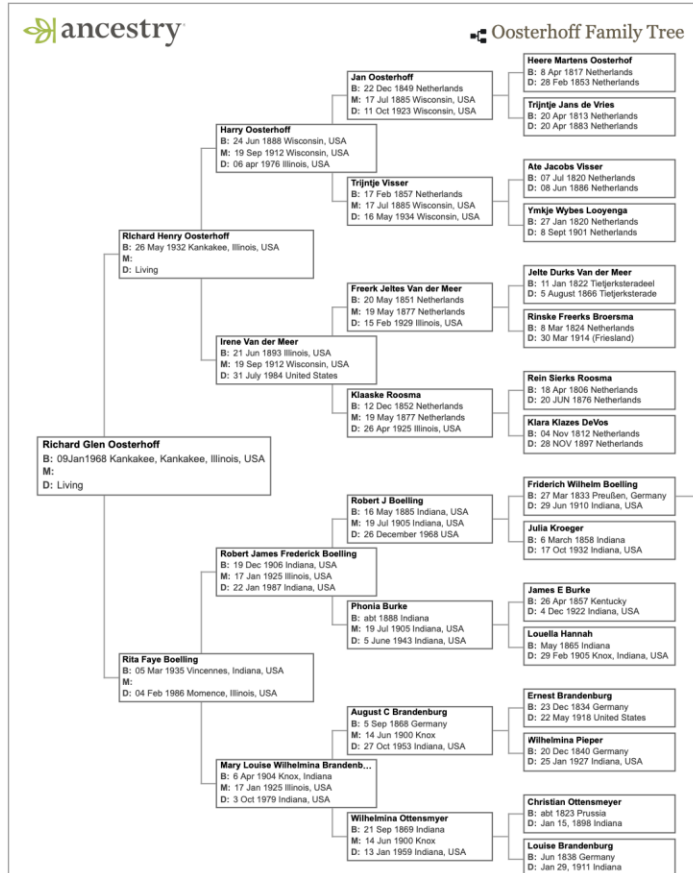 ancestry
Oosterhoff Family Tree
Heere Martens Oosterhof
B: 8 Apr 1817 Netherlands
D: 28 Feb 1853 Netherlands
Jan Oosterhoff
B: 22 Dec 1849 Netherlands
M: 17 Jul 1885 Wisconsin, USA
D: 11 Oct 1923 Wisconsin, USA
Trijntje Jans de Vries
B: 20 Apr 1813 Netherlands
D: 20 Apr 1883 Netherlands
Harry Oosterhoff
B: 24 Jun 1888 Wisconsin, USA
M: 19 Sep 1912 Wisconsin, USA
D: 06 apr 1976 Illinois, USA
Ate Jacobs Visser
B: 07 Jul 1820 Netherlands
D: 08 Jun 1886 Netherlands
Trijntje Visser
B: 17 Feb 1857 Netherlands
M: 17 Jul 1885 Wisconsin, USA
D: 16 May 1934 Wisconsin, USA
Ymkje Wybes Looyenga
B: 27 Jan 1820 Netherlands
D: 8 Sept 1901 Netherlands
Richard Henry Oosterhoff
B: 26 May 1932 Kankakee, Illinois, USA
M:
D: Living
Jelte Durks Van der Meer
B: 11 Jan 1822 Tietjerksteradeel
D: 5 August 1866 Tietjerksterade
Freerk Jeltes Van der Meer
B: 20 May 1851 Netherlands
M: 19 May 1877 Netherlands
D: 15 Feb 1929 Illinois, USA
Rinske Freerks Broersma
B: 8 Mar 1824 Netherlands
D: 30 Mar 1914 (Friesland)
Irene Van der Meer
B: 21 Jun 1893 Illinois, USA
M: 19 Sep 1912 Wisconsin, USA
D: 31 July 1984 United States
Rein Sierks Roosma
B: 18 Apr 1806 Netherlands
D: 20 JUN 1876 Netherlands
Klaaske Roosma
B: 12 Dec 1852 Netherlands
M: 19 May 1877 Netherlands
D: 26 Apr 1925 Illinois, USA
Klara Klazes DeVos
B: 04 Nov 1812 Netherlands
D: 28 NOV 1897 Netherlands
Richard Glen Oosterhoff
B: 09Jan1968 Kankakee, Kankakee, Illinois, USA
M:
D: Living
Friderich Wilhelm Boelling
B: 27 Mar 1833 Preußen, Germany
D: 29 Jun 1910 Indiana, USA
Robert J Boelling
B: 16 May 1885 Indiana, USA
M: 19 Jul 1905 Indiana, USA
D: 26 December 1968 USA
Julia Kroeger
B: 6 March 1858 Indiana
D: 17 Oct 1932 Indiana, USA
Robert James Frederick Boelling
B: 19 Dec 1906 Indiana, USA
M: 17 Jan 1925 Illinois, USA
D: 22 Jan 1987 Indiana, USA
James E Burke
B: 26 Apr 1857 Kentucky
D: 4 Dec 1922 Indiana, USA
Phonia Burke
B: abt 1888 Indiana
M: 19 Jul 1905 Indiana, USA
D: 5 June 1943 Indiana, USA
Louella Hannah
B: May 1865 Indiana
D: 29 Feb 1905 Knox, Indiana, USA
Rita Faye Boelling
B: 05 Mar 1935 Vincennes, Indiana, USA
M:
D: 04 Feb 1986 Momence, Illinois, USA
Ernest Brandenburg
B: 23 Dec 1834 Germany
D: 22 May 1918 United States
August C Brandenburg
B: 5 Sep 1868 Germany
M: 14 Jun 1900 Knox
D: 27 Oct 1953 Indiana, USA
Wilhelmina Pieper
B: 20 Dec 1840 Germany
D: 25 Jan 1927 Indiana, USA
Mary Louise Wilhelmina Brandenb...
B: 6 Apr 1904 Knox, Indiana
M: 17 Jan 1925 Illinois, USA
D: 3 Oct 1979 Indiana, USA
Christian Ottensmeyer
B: abt 1823 Prussia
D: Jan 15, 1898 Indiana
Wilhelmina Ottensmyer
B: 21 Sep 1869 Indiana
M: 14 Jun 1900 Knox
D: 13 Jan 1959 Indiana, USA
Louise Brandenburg
B: Jun 1838 Germany
D: Jan 29, 1911 Indiana